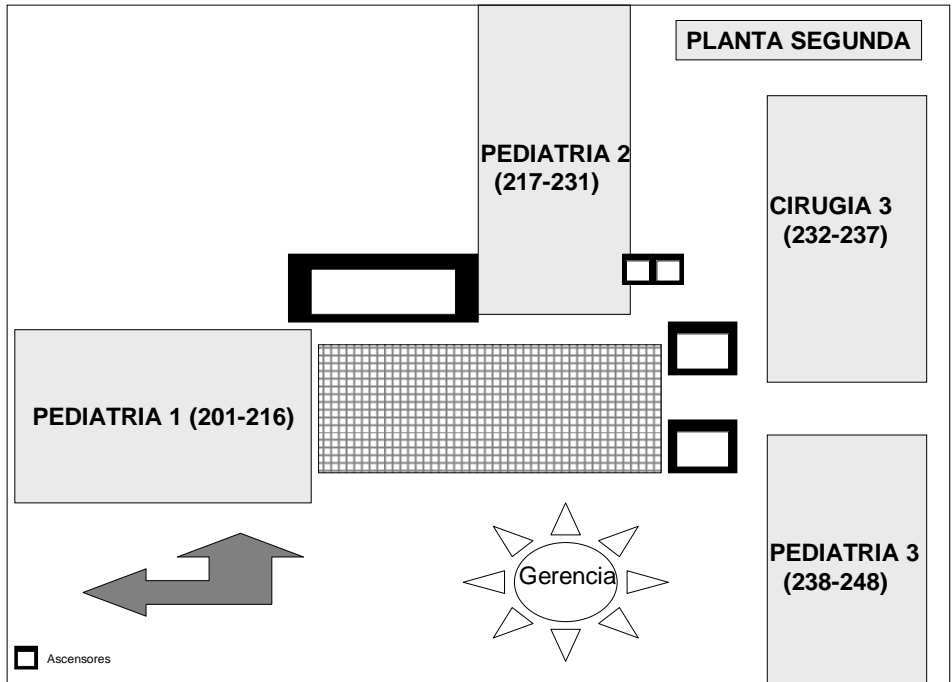 PLANTA SEGUNDA
PEDIATRIA 2
(217-231)
CIRUGIA 3
(232-237)
PEDIATRIA 1 (201-216)
Gerencia
PEDIATRIA 3
(238-248)
Ascensores